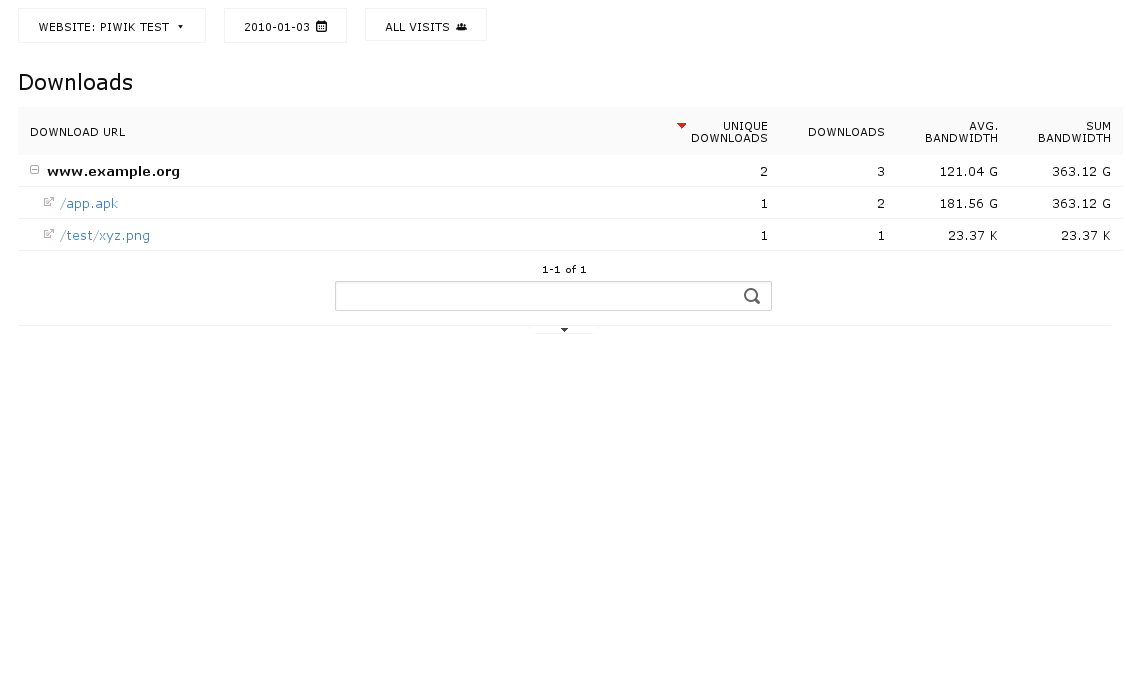 WEBSITE: PIWIK TEST 2010-01-03 ALL VISITS
Downloads
DOWNLOAD URL UNIQUE DOWNLOADS DOWNLOADS AVG. BANDWIDTH SUM BANDWIDTH
www.example.org 2 3 121.04 G 363.12 G
/app.apk 1 2 181.56 G 363.12 G
/test/xyz.png 1 1 23.37 K 23.37 K
1-1 of 1